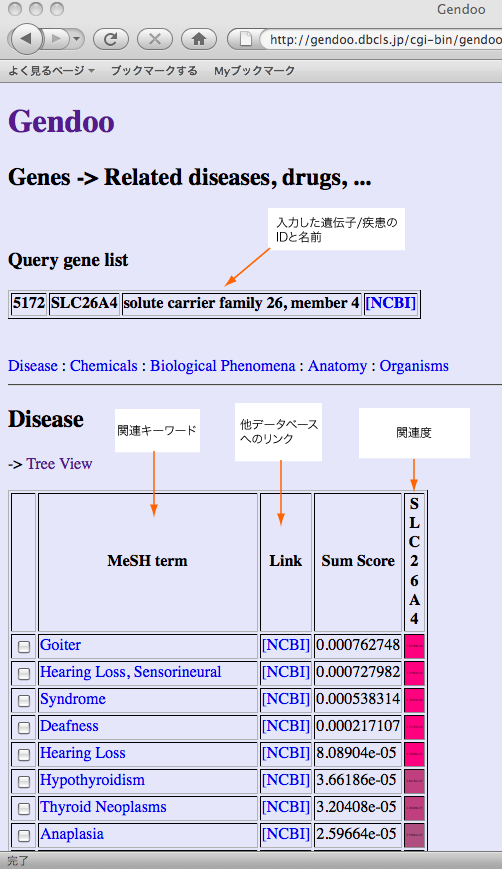 Gendoo
http://gendoo.dbcls.jp/cgi-bin/gendoo
よく見るページ ブックマークする Myブックマーク
Gendoo
Genes -> Related diseases, drugs, ...
入力した遺伝子/疾患の
IDと名前
Query gene list
5172 SLC26A4 solute carrier family 26, member 4 [NCBI]
Disease : Chemicals : Biological Phenomena : Anatomy : Organisms
Disease
関連キーワード
他データベース
へのリンク
関連度
-> Tree View
MeSH term Link Sum Score
S
L
C
2
6
A
4
Goiter [NCBI] 0.000762748
Hearing Loss, Sensorineural [NCBI] 0.000727982
Syndrome [NCBI] 0.000538314
Deafness [NCBI] 0.000217107
Hearing Loss [NCBI] 8.08904e-05
Hypothyroidism [NCBI] 3.66186e-05
Thyroid Neoplasms [NCBI] 3.20408e-05
Anaplasia [NCBI] 2.59664e-05
完了